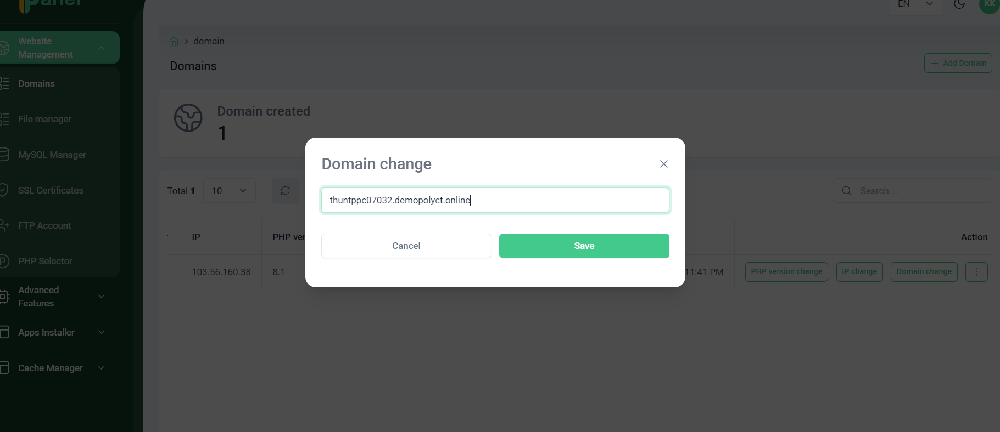 Panel
EN
KK
Website
Management
domain
Domains
Add Domain
Domains
File manager
MySQL Manager
SSL Certificates
FTP Account
PHP Selector
Advanced
Features
Apps Installer
Cache Manager
Domain created
1
Total 1
10
Search ...
IP
PHP ver
Action
103.56.160.38
8.1
11:41 PM
PHP version change
IP change
Domain change
Domain change
thuntppc07032.demopolyct.online
Cancel
Save